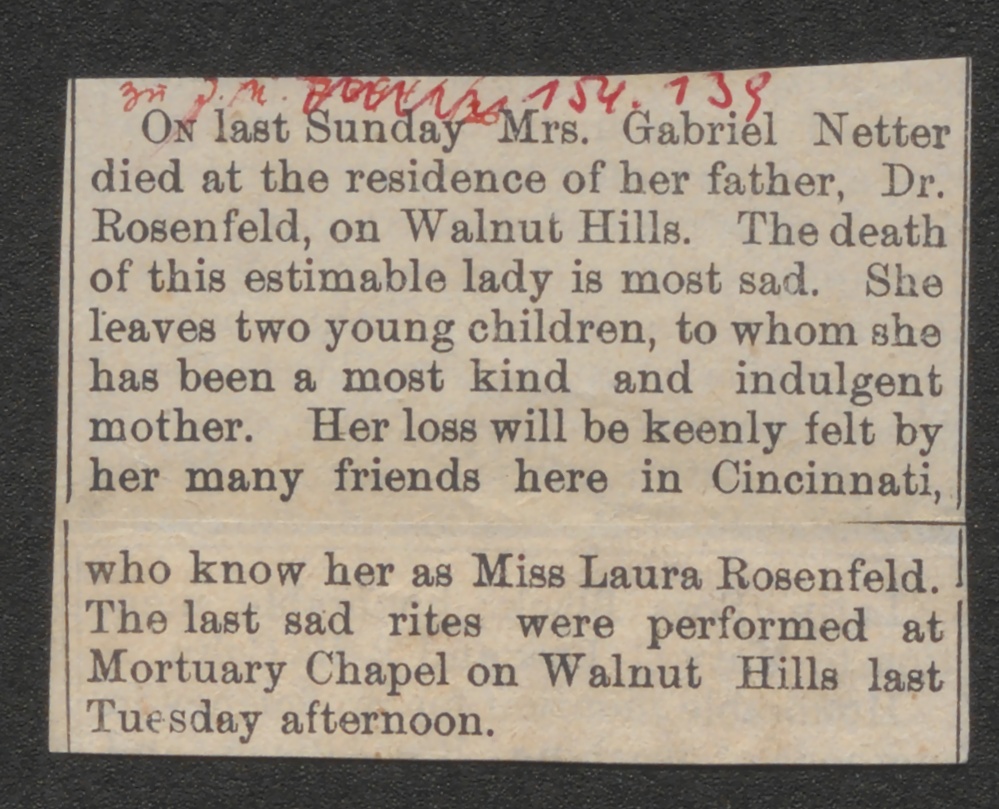 154. 139
ON last Sunday Mrs. Gabriel Netter
died at the residence of her father, Dr.
Rosenfeld, on Walnut Hills. The death
of this estimable lady is most sad. She
leaves two young children, to whom she
has been a most kind and indulgent
mother. Her loss will be keenly felt by
her many friends here in Cincinnati,
who know her as Miss Laura Rosenfeld.
The last sad rites were performed at
Mortuary Chapel on Walnut Hills last
Tuesday afternoon.